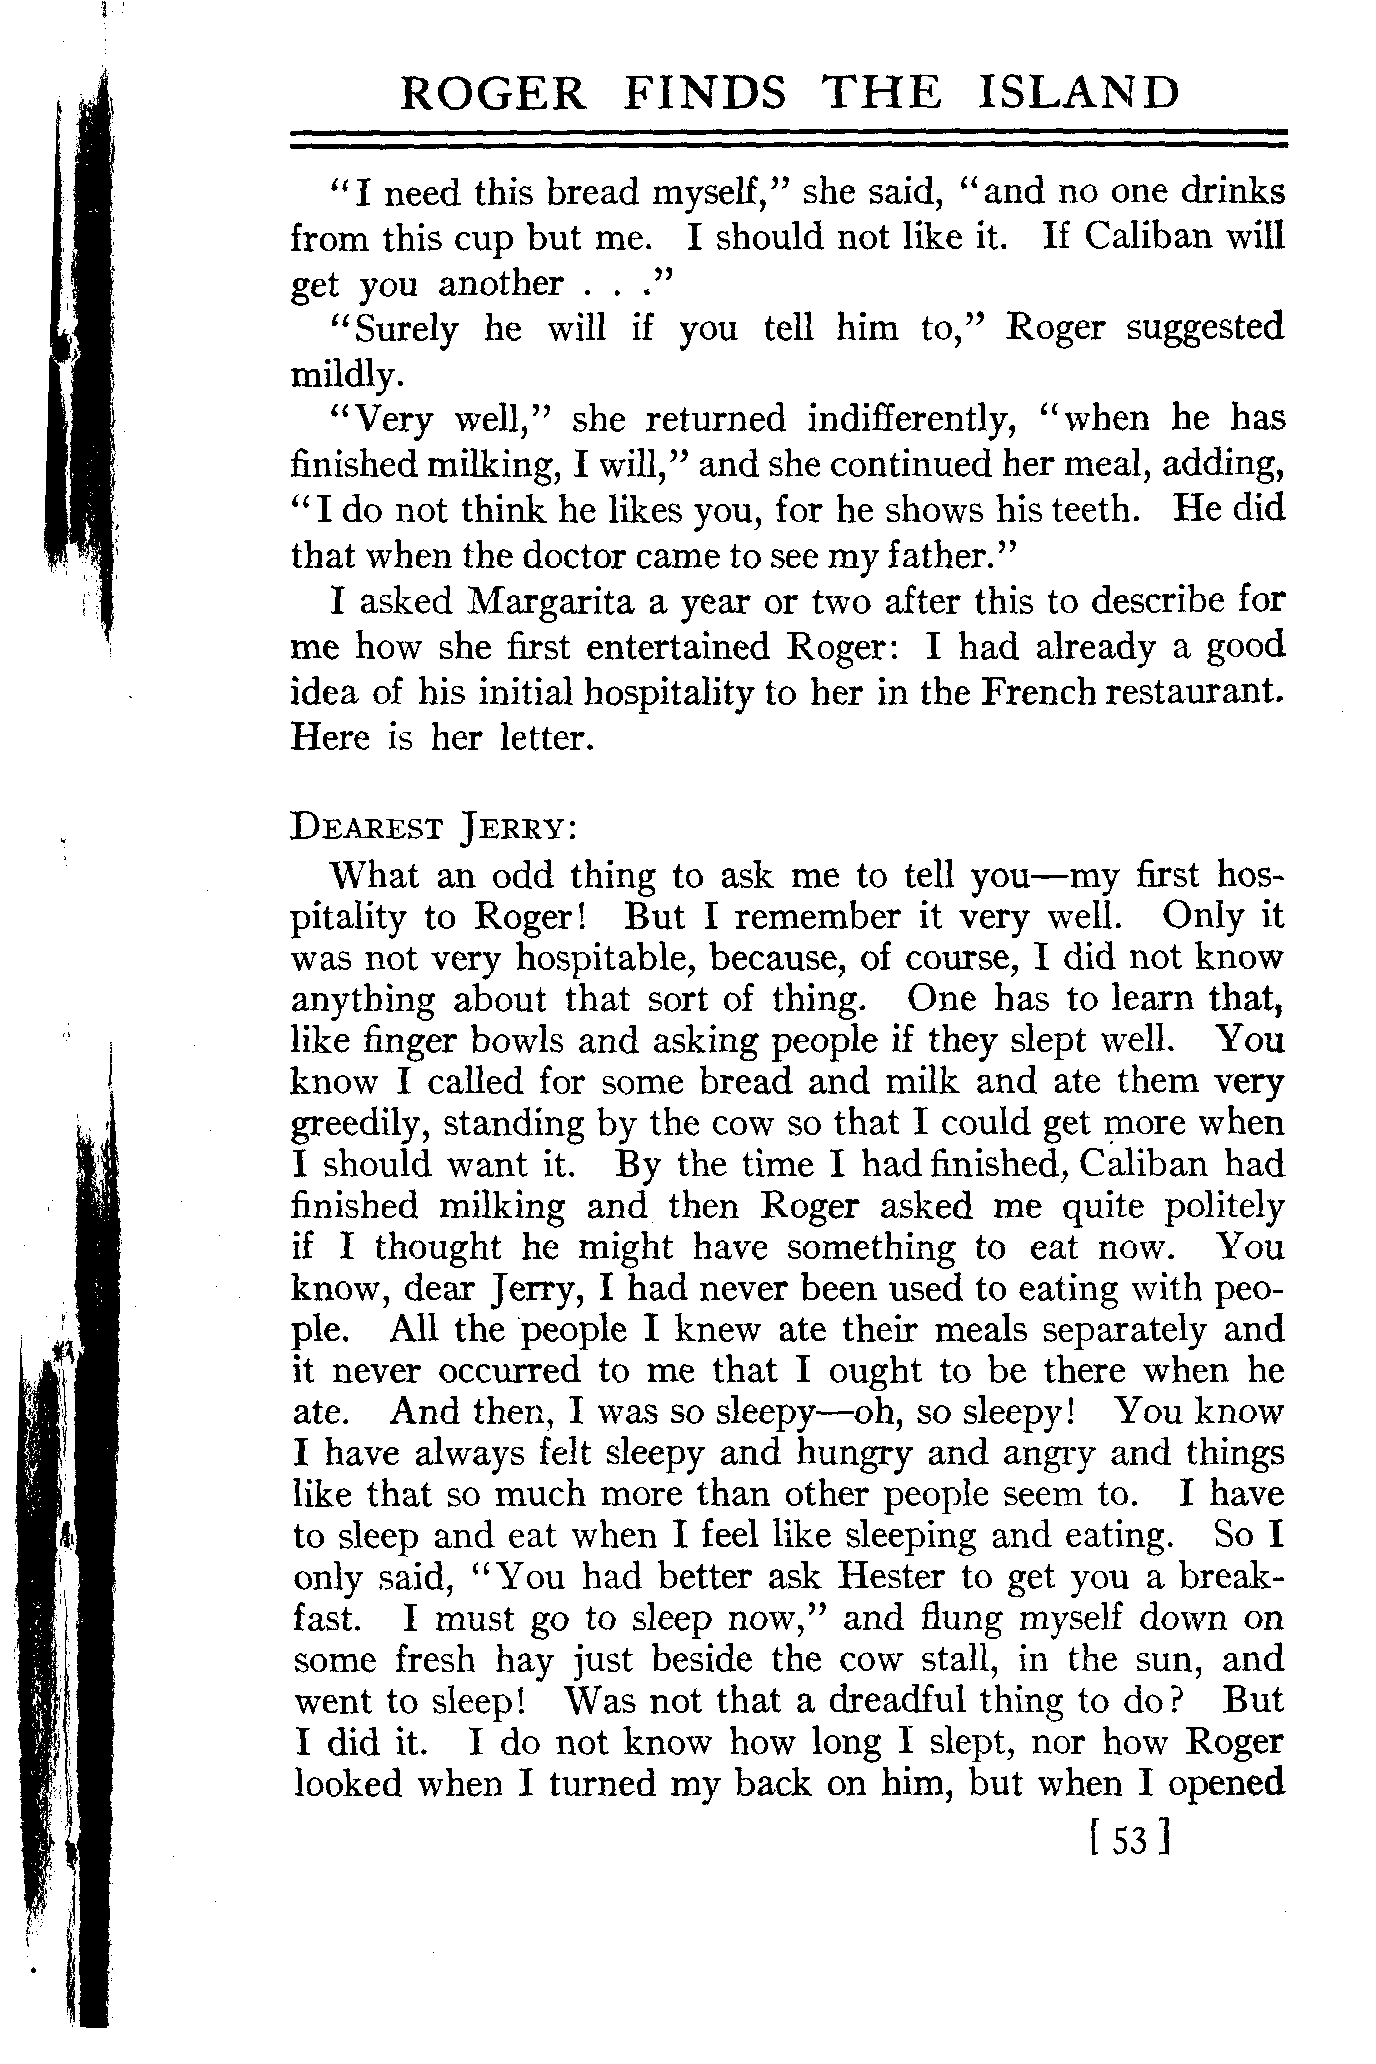 ROGER FINDS THE ISLAND
“I need this bread myself,” she said, “and no one drinks
from this cup but me. I should not like it. If Caliban will
get you another . . .”
“Surely he will if you tell him to,” Roger suggested
mildly.
“Very well,” she returned indifferently, “when he has
finished milking, I will,” and she continued her meal, adding,
“I do not think he likes you, for he shows his teeth. He did
that when the doctor came to see my father.”
I asked Margarita a year or two after this to describe for
me how she first entertained Roger: I had already a good
idea of his initial hospitality to her in the French restaurant.
Here is her letter.
DEAREST JERRY:
What an odd thing to ask me to tell you—my first hos-
pitality to Roger! But I remember it very well. Only it
was not very hospitable, because, of course, I did not know
anything about that sort of thing. One has to learn that,
like finger bowls and asking people if they slept well. You
know I called for some bread and milk and ate them very
greedily, standing by the cow so that I could get more when
I should want it. By the time I had finished, Caliban had
finished milking and then Roger asked me quite politely
if I thought he might have something to eat now. You
know, dear Jerry, I had never been used to eating with peo-
ple. All the people I knew ate their meals separately and
it never occurred to me that I ought to be there when he
ate. And then, I was so sleepy—oh, so sleepy! You know
I have always felt sleepy and hungry and angry and things
like that so much more than other people seem to. I have
to sleep and eat when I feel like sleeping and eating. So I
only said, “You had better ask Hester to get you a break-
fast. I must go to sleep now,” and flung myself down on
some fresh hay just beside the cow stall, in the sun, and
went to sleep! Was not that a dreadful thing to do? But
I did it. I do not know how long I slept, nor how Roger
looked when I turned my back on him, but when I opened
[ 53 ]